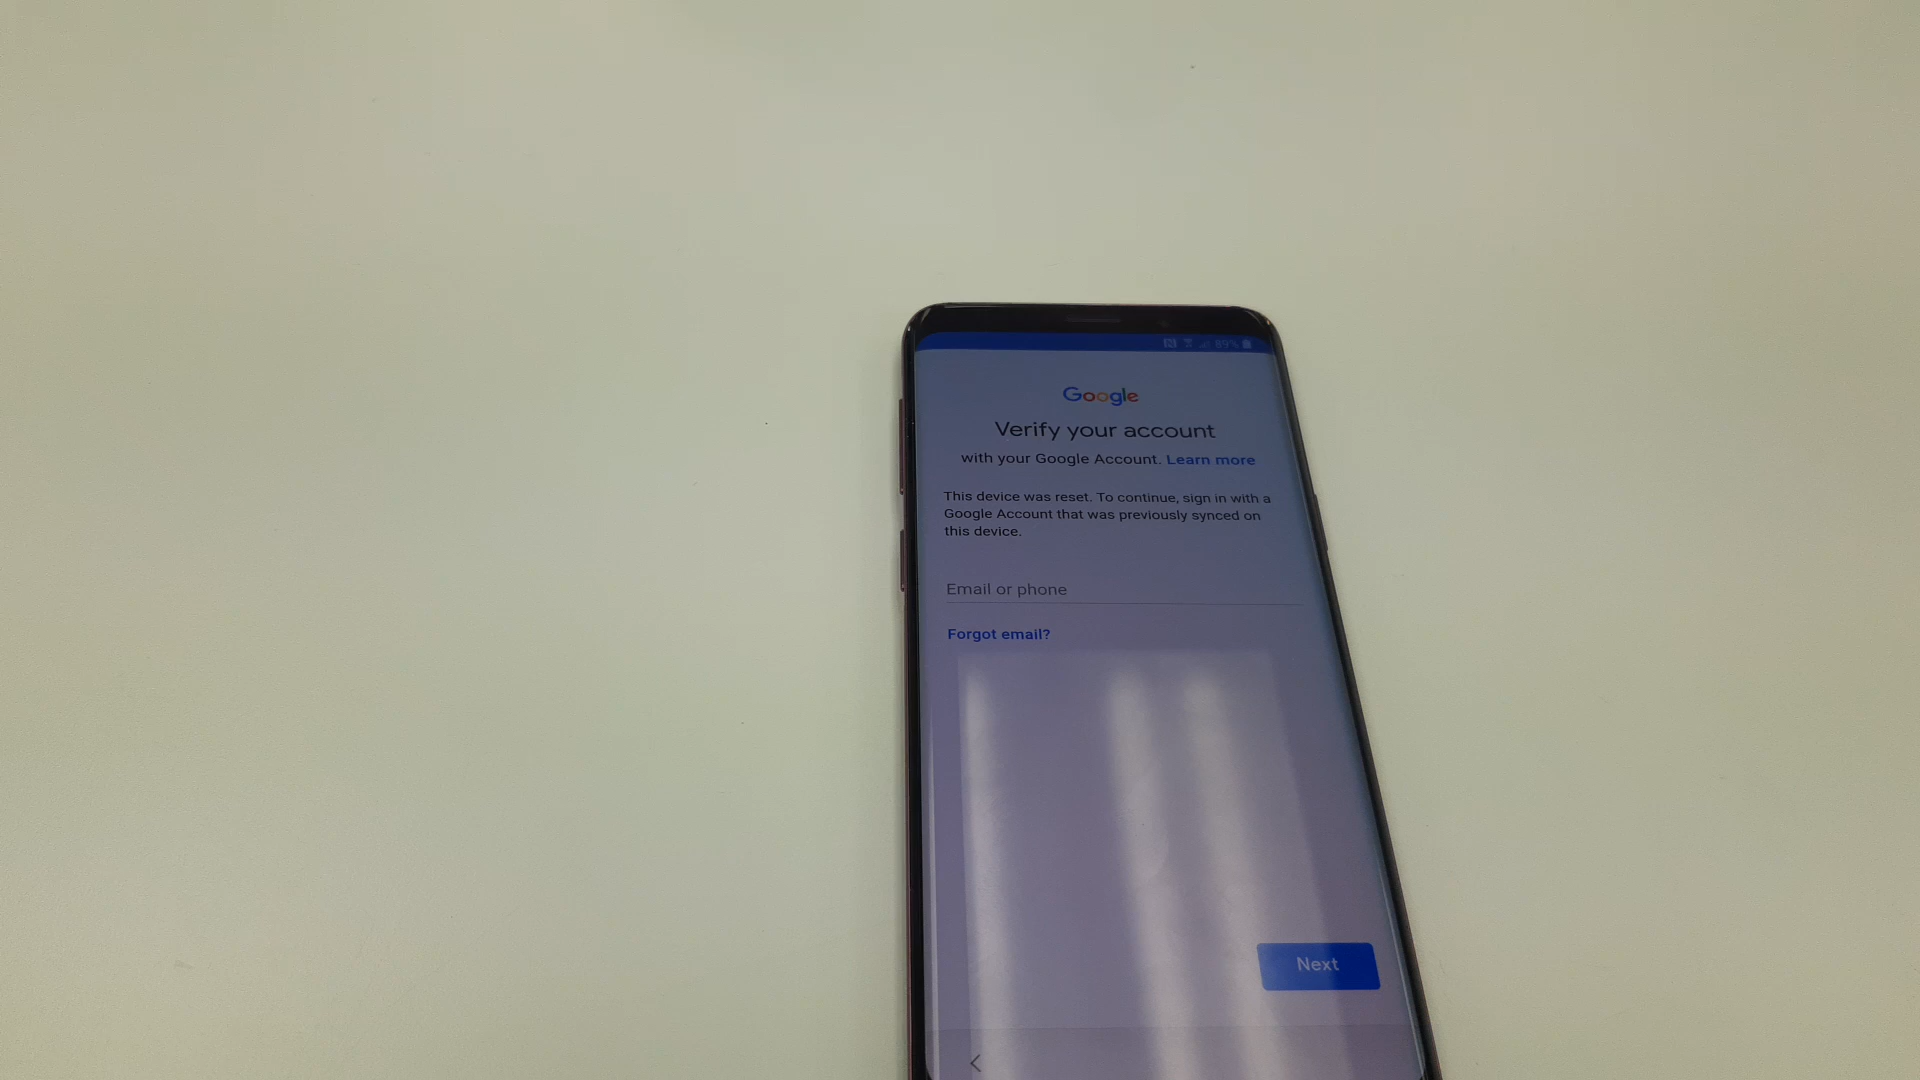 89%
Google
Verify your account
with your Google Account. Learn more
This device was reset. To continue, sign in with a
Google Account that was previously synced on
this device.
Email or phone
Forgot email?
Next